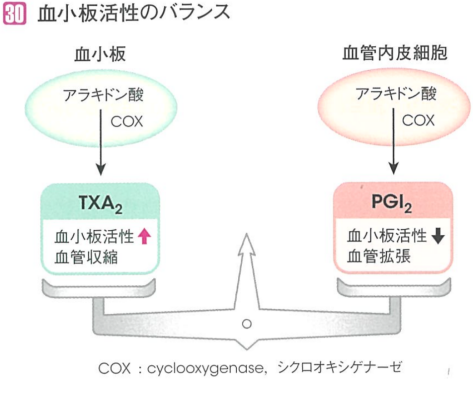 30 血小板活性のバランス
血小板
アラキドン酸
COX
TXA₂
血小板活性⬆
血管収縮
血管内皮細胞
アラキドン酸
COX
PGI₂
血小板活性⬇
血管拡張
COX：cyclooxygenase，シクロオキシゲナーゼ